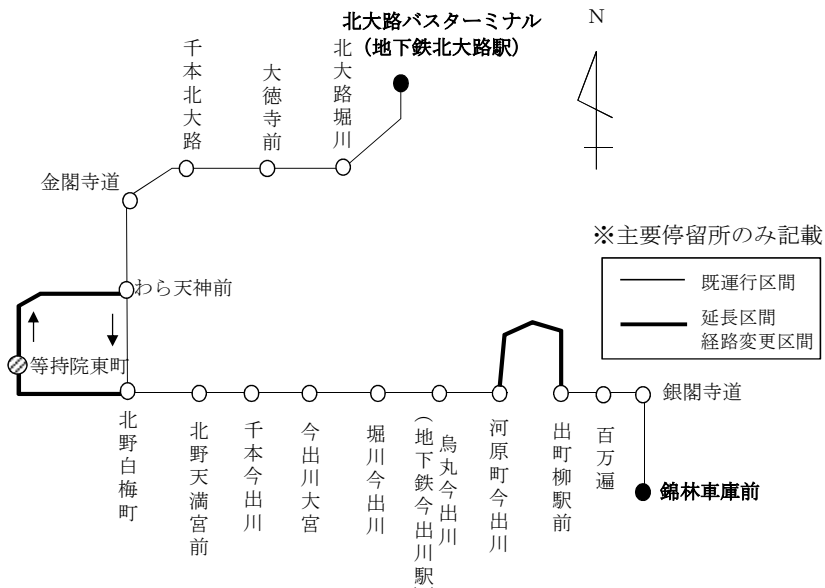 北大路バスターミナル
（地下鉄北大路駅）
N
千本北大路
大徳寺前
北大路堀川
金閣寺道
※主要停留所のみ記載
既運行区間
延長区間
経路変更区間
わら天神前
等持院東町
銀閣寺道
北野白梅町
北野天満宮前
千本今出川
今出川大宮
堀川今出川
烏丸今出川
（地下鉄今出川駅
河原町今出川
出町柳駅前
百万遍
錦林車庫前